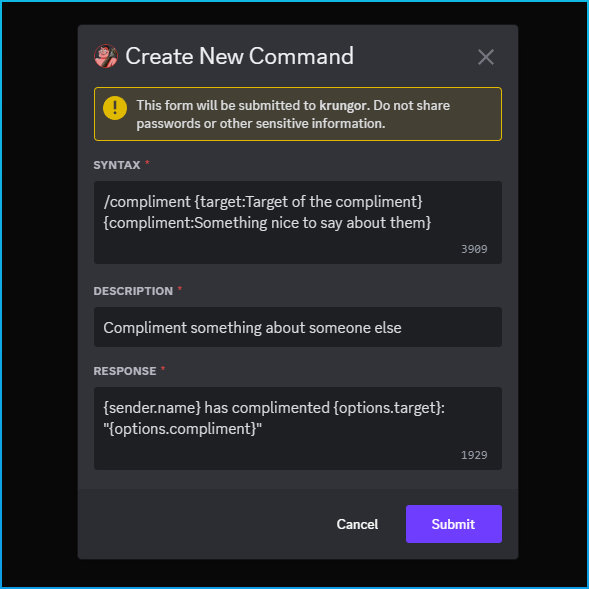 Create New Command
This form will be submitted to krungor. Do not share
passwords or other sensitive information.
SYNTAX *
/compliment {target:Target of the compliment}
{compliment:Something nice to say about them}
3909
DESCRIPTION *
Compliment something about someone else
RESPONSE *
{sender.name} has complimented {options.target}:
"{options.compliment}"
1929
Cancel
Submit